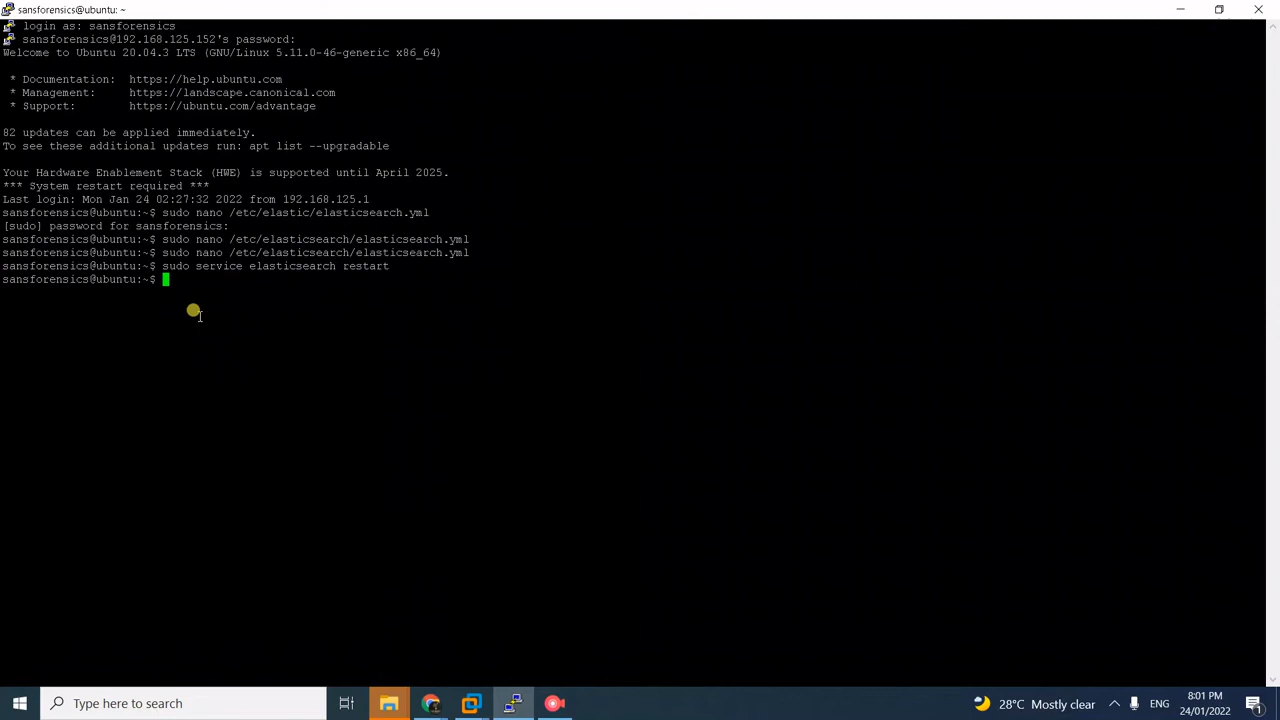 sansforensics@ubuntu: ~
login as: sansforensics
sansforensics@192.168.125.152's password:
Welcome to Ubuntu 20.04.3 LTS (GNU/Linux 5.11.0-46-generic x86_64)
* Documentation: https://help.ubuntu.com
* Management: https://landscape.canonical.com
* Support: https://ubuntu.com/advantage
82 updates can be applied immediately.
To see these additional updates run: apt list --upgradable
Your Hardware Enablement Stack (HWE) is supported until April 2025.
*** System restart required ***
Last login: Mon Jan 24 02:27:32 2022 from 192.168.125.1
sansforensics@ubuntu:~$ sudo nano /etc/elastic/elasticsearch.yml
[sudo] password for sansforensics:
sansforensics@ubuntu:~$ sudo nano /etc/elasticsearch/elasticsearch.yml
sansforensics@ubuntu:~$ sudo nano /etc/elasticsearch/elasticsearch.yml
sansforensics@ubuntu:~$ sudo service elasticsearch restart
sansforensics@ubuntu:~$
Type here to search
28°C Mostly clear
ENG
8:01 PM
24/01/2022
1